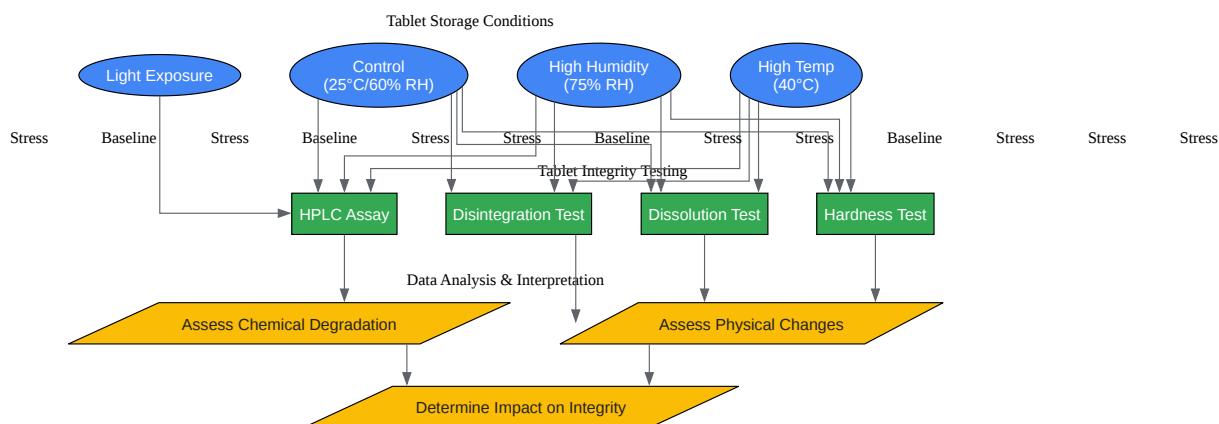 Tablet Storage Conditions
Light Exposure
Control
(25°C/60% RH)
High Humidity
(75% RH)
High Temp
(40°C)
Stress
Baseline
Stress
Baseline
Stress
Stress
Baseline
Stress
Stress
Baseline
Stress
Stress
Stress
Tablet Integrity Testing
HPLC Assay
Disintegration Test
Dissolution Test
Hardness Test
Data Analysis & Interpretation
Assess Chemical Degradation
Assess Physical Changes
Determine Impact on Integrity